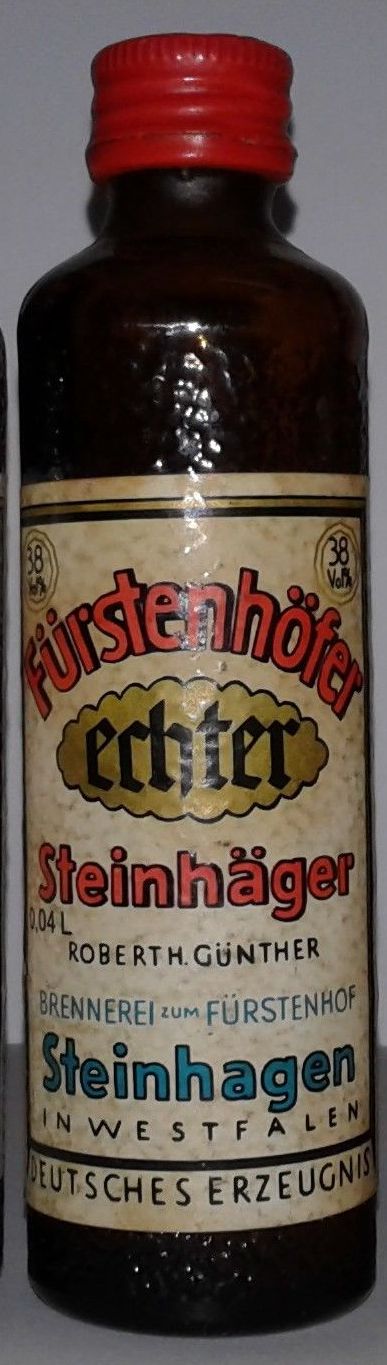 38 Vol%
38 Vol%
Fürstenhöfer
echter
Steinhäger
0,04 L
ROBERT H. GÜNTHER
BRENNEREI ZUM FÜRSTENHOF
Steinhagen
IN WESTFALEN
DEUTSCHES ERZEUGNIS